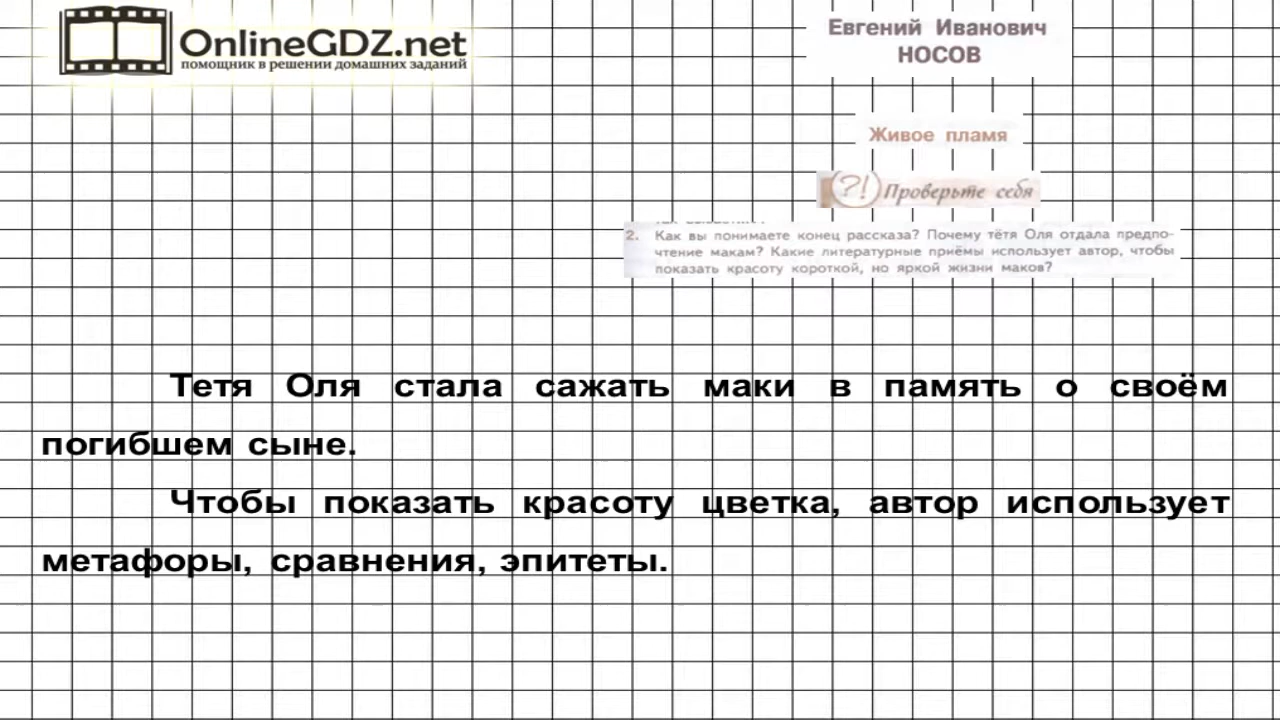 OnlineGDZ.net
помощник в решении домашних заданий
Евгений Иванович
НОСОВ
Живое пламя
?! Проверьте себя
2. Как вы понимаете конец рассказа? Почему тётя Оля отдала предпо-
чтение макам? Какие литературные приёмы использует автор, чтобы
показать красоту короткой, но яркой жизни маков?
Тетя Оля стала сажать маки в память о своём
погибшем сыне.
Чтобы показать красоту цветка, автор использует
метафоры, сравнения, эпитеты.